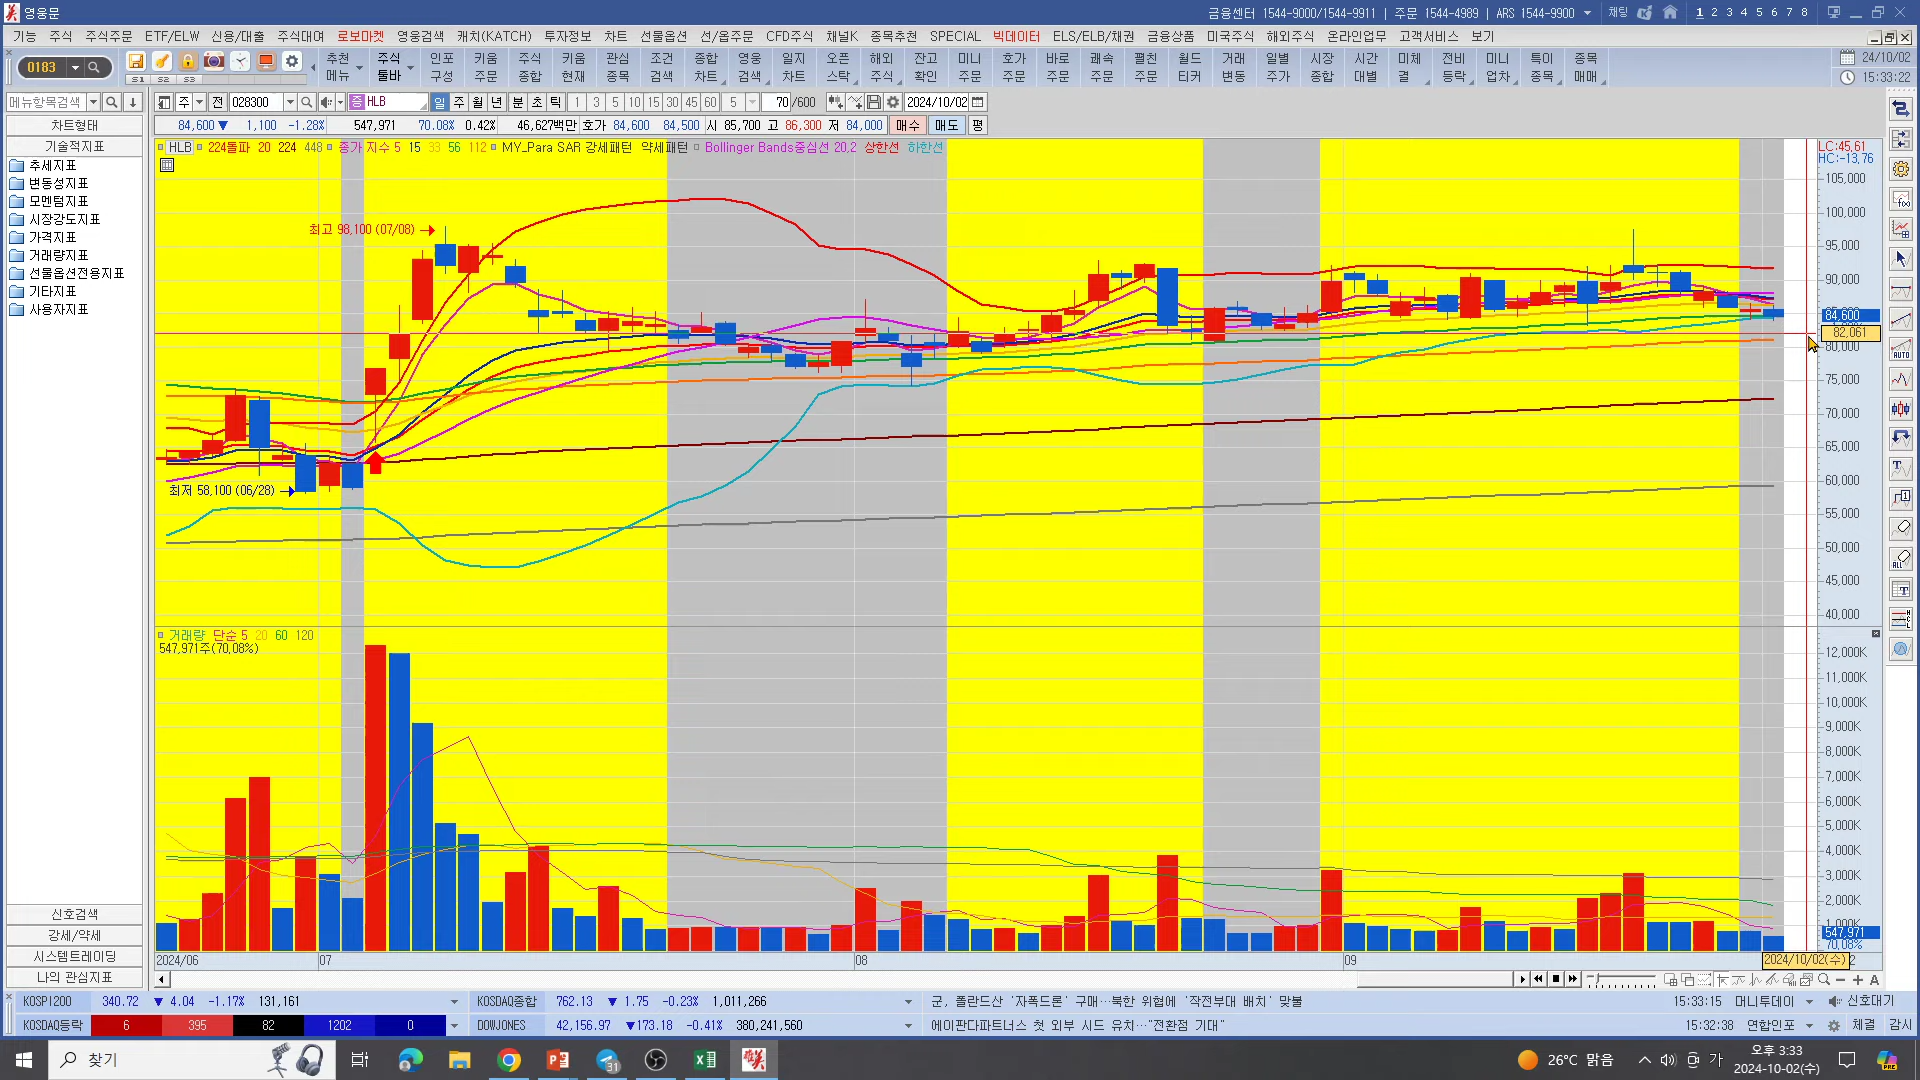 영웅문
금융센터 1544-9000/1544-9911 | 주문 1544-4989 | ARS 1544-9900 채팅 1 2 3 4 5 6 7 8
기능 주식 주식주문 ETF/ELW 신용/대출 주식대여 로보마켓 영웅검색 캐치(KATCH) 투자정보 차트 선물옵션 선/옵주문 CFD주식 채널K 종목추천 SPECIAL 빅데이터 ELS/ELB/채권 금융상품 미국주식 해외주식 온라인업무 고객서비스 보기
0183 S1 S2 S3
추천 주식 인포 키움 주식 키움 관심 조건 종합 영웅 일지 오픈 해외 잔고 미니 호가 바로 쾌속 펼친 월드 거래 일별 시장 시간 미체 전비 미니 특이 종목
메뉴 툴바 구성 주문 종합 현재 종목 검색 차트 검색 차트 스탁 주식 확인 주문 주문 주문 주문 주문 티커 변동 주가 종합 대별 결 등락 업차 종목 매매
24/10/02
15:33:22
메뉴항목검색 주 전 028300 증 HLB 일 주 월 년 분 초 틱 1 3 5 10 15 30 45 60 5 70 /600 2024/10/02
84,600 ▼ 1,100 -1.28% 547,971 70.08% 0.42% 46,627백만 호가 84,600 84,500 시 85,700 고 86,300 저 84,000 매수 매도 평
차트형태
기술적지표
추세지표
변동성지표
모멘텀지표
시장강도지표
가격지표
거래량지표
선물옵션전용지표
기타지표
사용자지표
신호검색
강세/약세
시스템트레이딩
나의 관심지표
HLB 224돌파 20 224 448 종가 지수 5 15 33 56 112 MY_Para SAR 강세패턴 약세패턴 Bollinger Bands중심선 20,2 상한선 하한선
LC:45,61
HC:-13,76
105,000
100,000
95,000
90,000
84,600
82,061
80,000
75,000
70,000
65,000
60,000
55,000
50,000
45,000
40,000
최고 98,100 (07/08)
최저 58,100 (06/28)
거래량 단순 5 20 60 120
547,971주(70,08%)
12,000K
11,000K
10,000K
9,000K
8,000K
7,000K
6,000K
5,000K
4,000K
3,000K
2,000K
1,000K
547,971
70,08%
2024/06 07 08 09 2024/10/02(수)
KOSPI200 340.72 ▼ 4.04 -1.17% 131,161 KOSDAQ종합 762.13 ▼ 1.75 -0.23% 1,011,266 군, 폴란드산 '자폭드론' 구매…북한 위협에 '작전부대 배치' 맞불 15:33:15 머니투데이 신호대기
KOSDAQ등락 6 395 82 1202 0 DOWJONES 42,156.97 ▼173.18 -0.41% 380,241,560 에이판다파트너스 첫 외부 시드 유치…"전환점 기대" 15:32:38 연합인포 체결 감시
찾기 26°C 맑음 가 오후 3:33
2024-10-02(수)